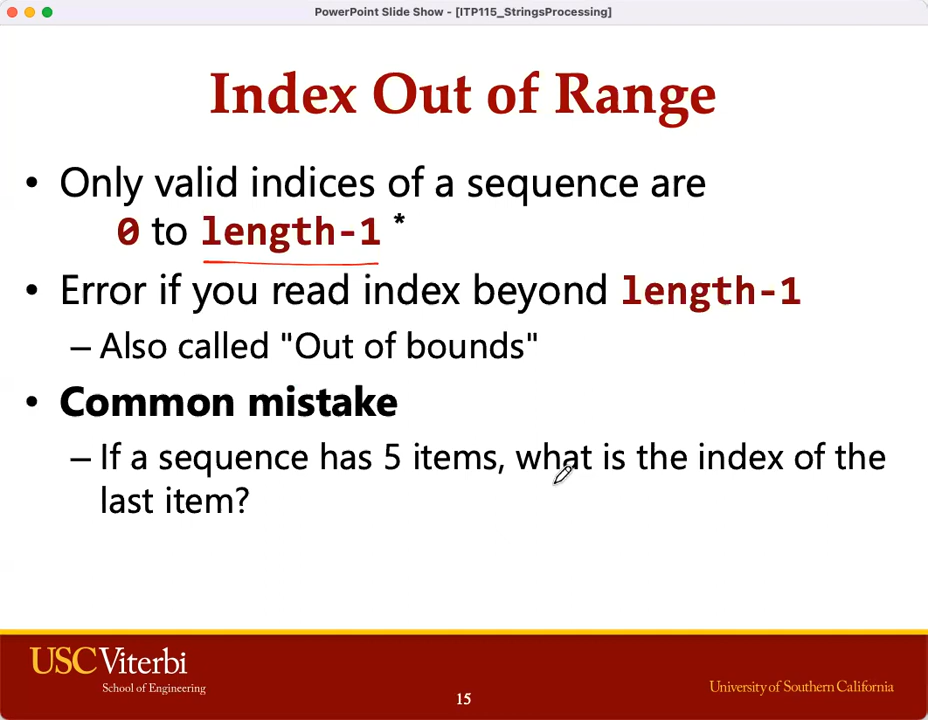 PowerPoint Slide Show - [ITP115_StringsProcessing]
Index Out of Range
• Only valid indices of a sequence are
0 to length-1 *
• Error if you read index beyond length-1
– Also called "Out of bounds"
• Common mistake
– If a sequence has 5 items, what is the index of the
last item?
USC Viterbi
School of Engineering
15
University of Southern California